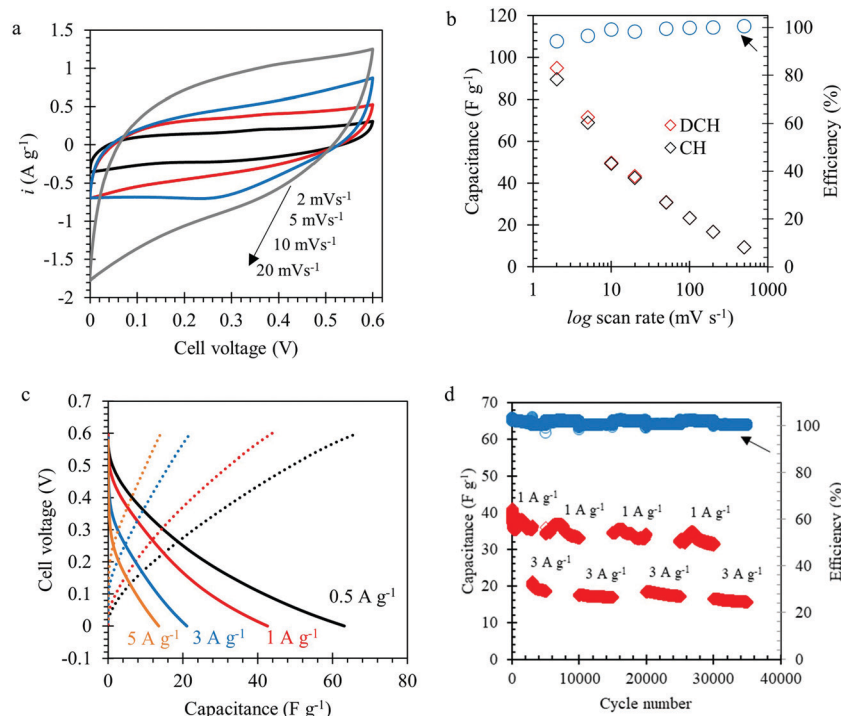 a
1.5
1
0.5
0
-0.5
-1
-1.5
-2
i (A g-1)
2 mVs-1
5 mVs-1
10 mVs-1
20 mVs-1
0 0.1 0.2 0.3 0.4 0.5 0.6
Cell voltage (V)
b
120
100
80
60
40
20
0
Capacitance (F g-1)
DCH
CH
100
80
60
40
20
0
Efficiency (%)
1 10 100 1000
log scan rate (mV s-1)
c
0.7
0.6
0.5
0.4
0.3
0.2
0.1
0
-0.1
Cell voltage (V)
0.5 A g-1
5 A g-1 3 A g-1 1 A g-1
0 20 40 60 80
Capacitance (F g-1)
d
70
60
50
40
30
20
10
0
Capacitance (F g-1)
1 A g-1 1 A g-1 1 A g-1 1 A g-1
3 A g-1 3 A g-1 3 A g-1 3 A g-1
100
80
60
40
20
0
Efficiency (%)
0 10000 20000 30000 40000
Cycle number